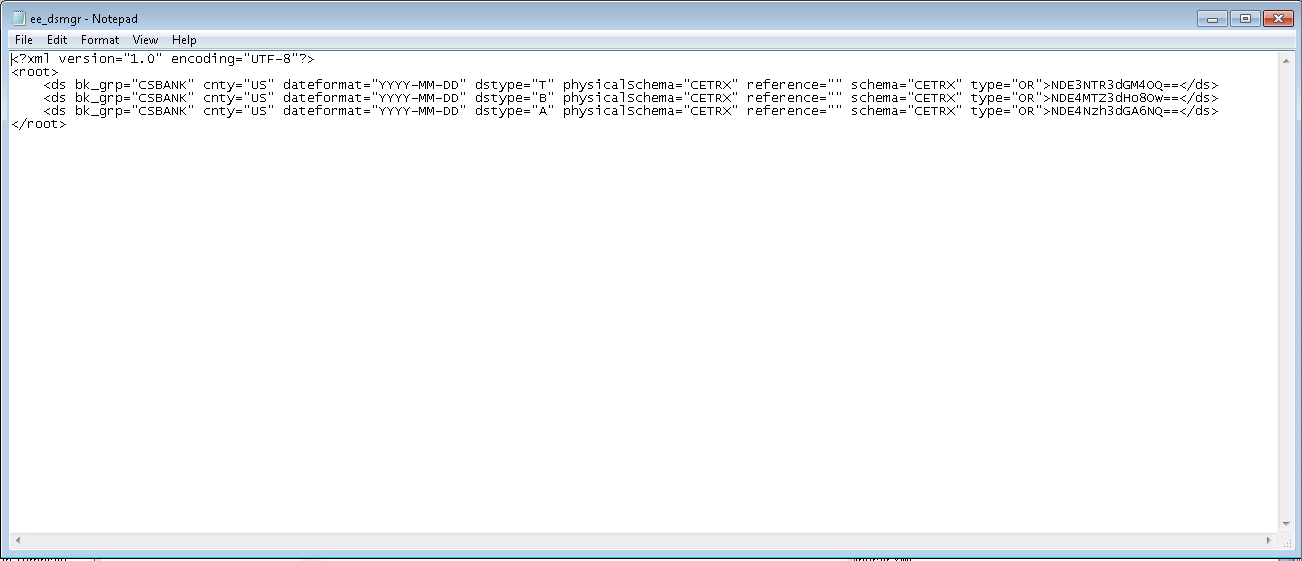 ee_dsmgr - Notepad
File Edit Format View Help
<?xml version="1.0" encoding="UTF-8"?>
<root>
<ds bk_grp="CSBANK" cnty="US" dateformat="YYYY-MM-DD" dstype="T" physicalSchema="CETRX" reference="" schema="CETRX" type="OR">NDE3NTR3dGM4OQ==</ds>
<ds bk_grp="CSBANK" cnty="US" dateformat="YYYY-MM-DD" dstype="B" physicalSchema="CETRX" reference="" schema="CETRX" type="OR">NDE4MTZ3dHo8Ow==</ds>
<ds bk_grp="CSBANK" cnty="US" dateformat="YYYY-MM-DD" dstype="A" physicalSchema="CETRX" reference="" schema="CETRX" type="OR">NDE4Nzh3dGA6NQ==</ds>
</root>